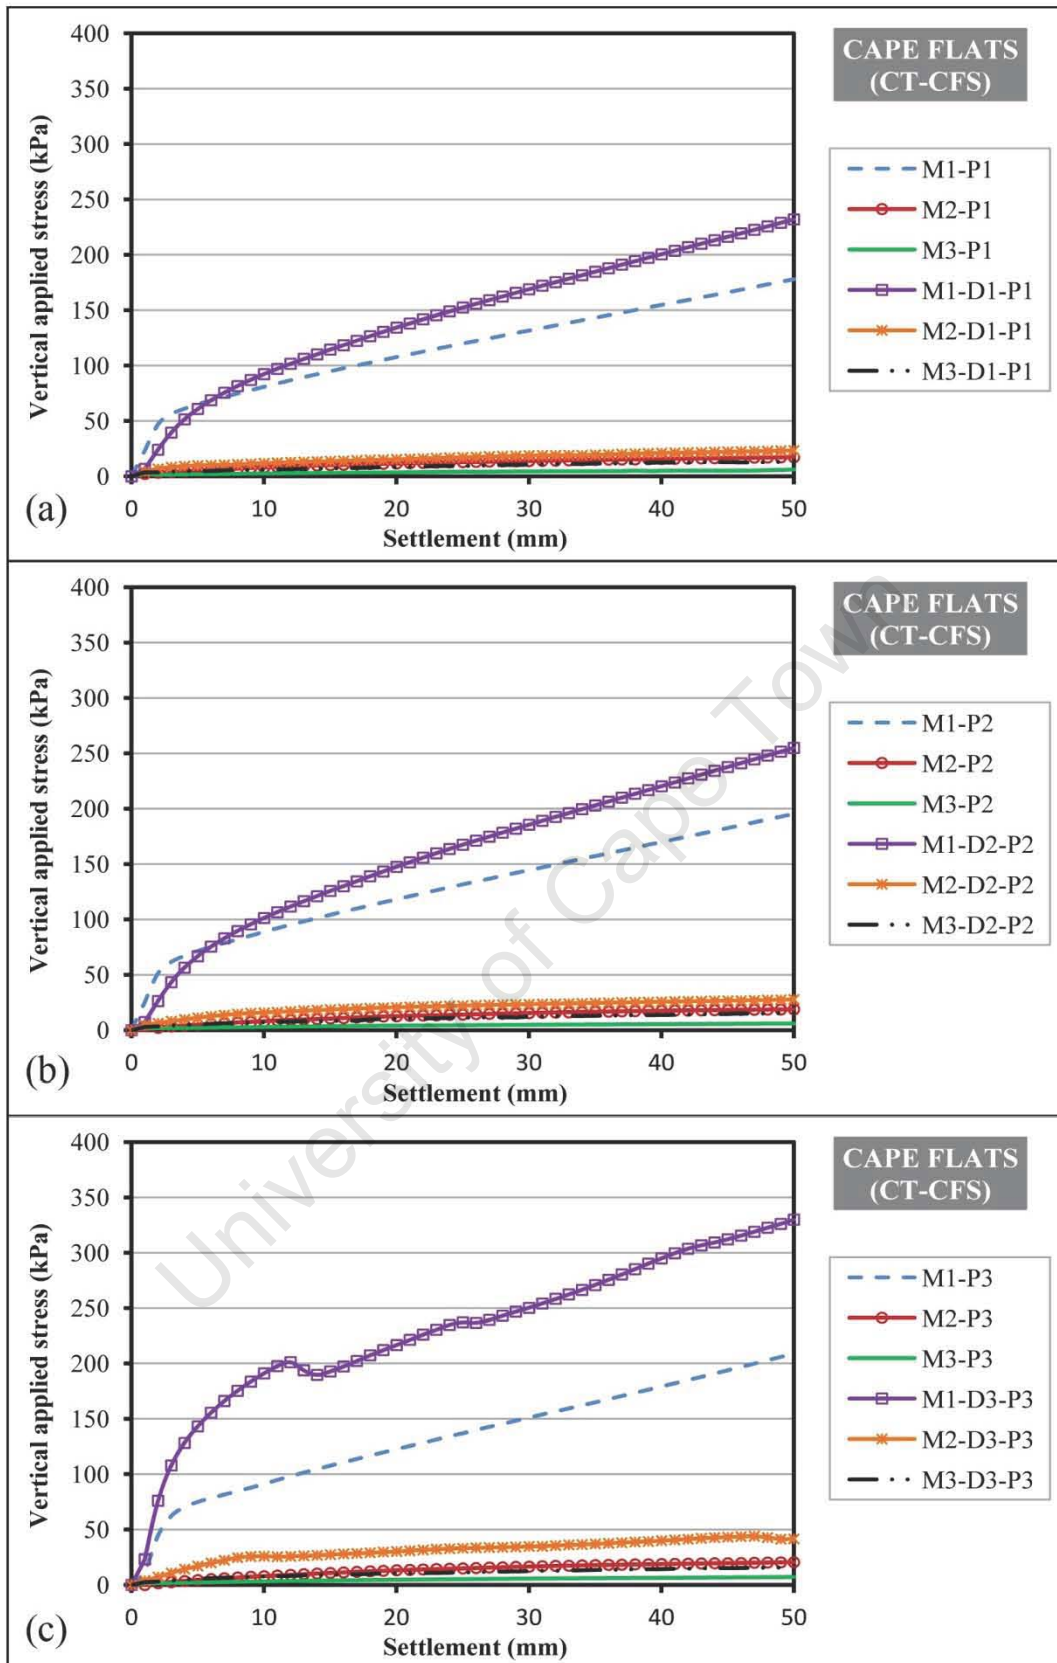 400
350
300
250
200
150
100
50
0
Vertical applied stress (kPa)
0 10 20 30 40 50
Settlement (mm)
(a)
CAPE FLATS
(CT-CFS)
M1-P1
M2-P1
M3-P1
M1-D1-P1
M2-D1-P1
M3-D1-P1
400
350
300
250
200
150
100
50
0
Vertical applied stress (kPa)
0 10 20 30 40 50
Settlement (mm)
(b)
CAPE FLATS
(CT-CFS)
M1-P2
M2-P2
M3-P2
M1-D2-P2
M2-D2-P2
M3-D2-P2
400
350
300
250
200
150
100
50
0
Vertical applied stress (kPa)
0 10 20 30 40 50
Settlement (mm)
(c)
CAPE FLATS
(CT-CFS)
M1-P3
M2-P3
M3-P3
M1-D3-P3
M2-D3-P3
M3-D3-P3
University of Cape Town